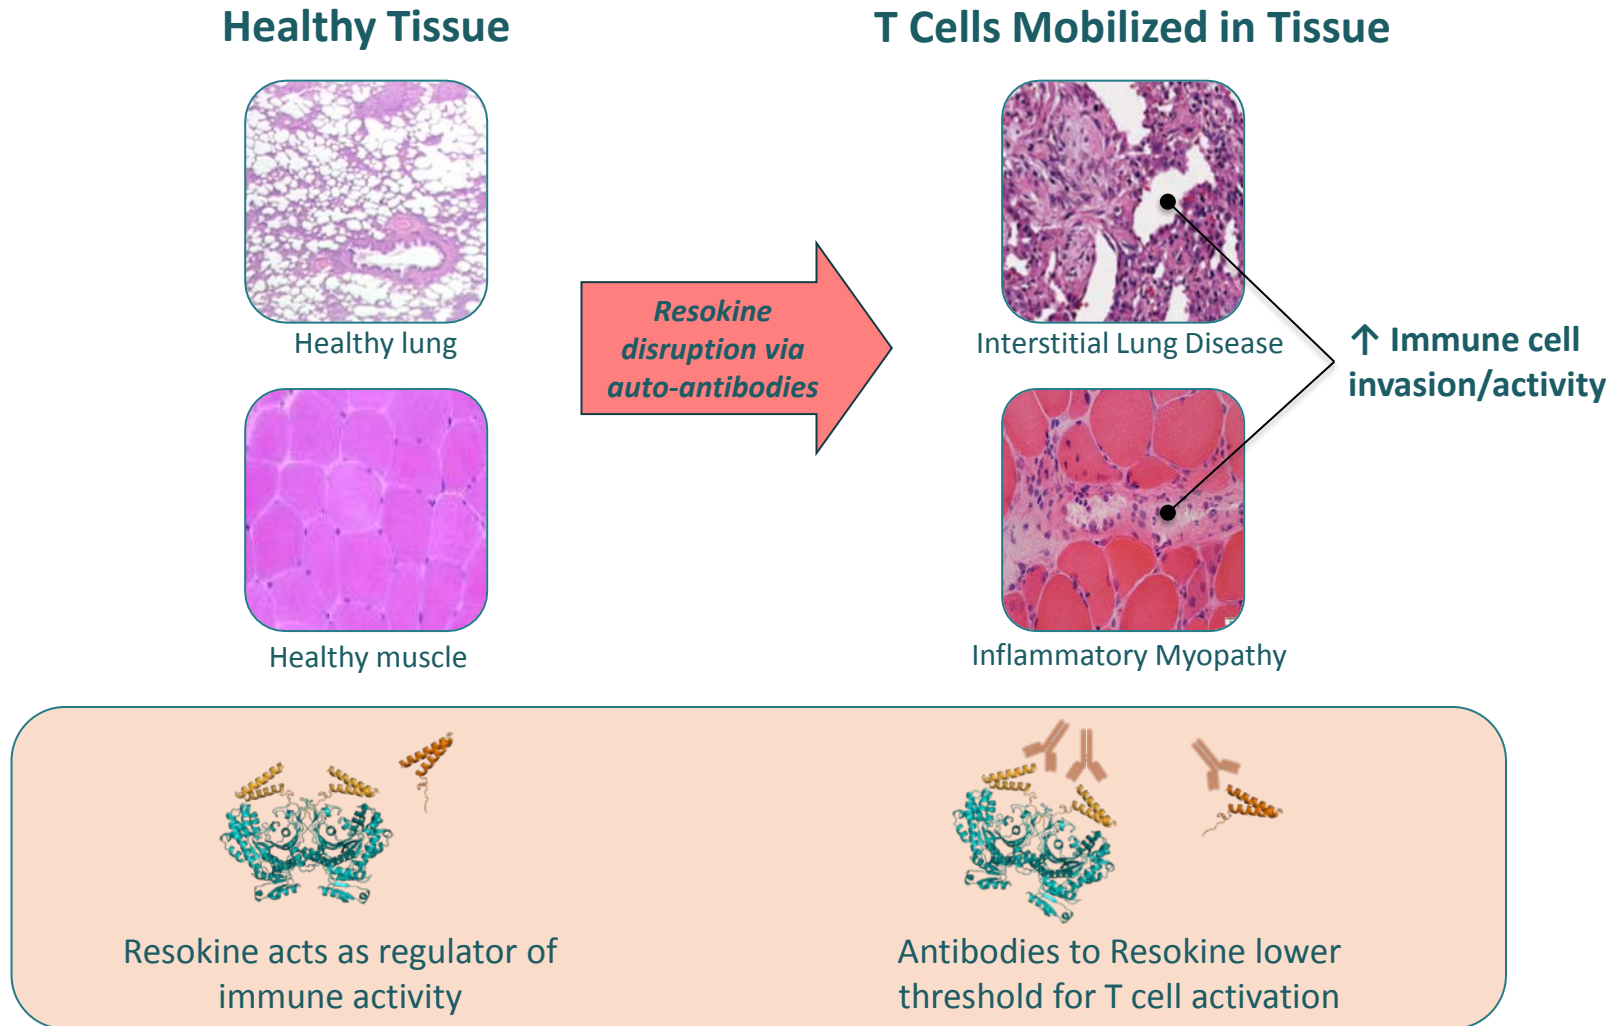 Healthy Tissue
T Cells Mobilized in Tissue
Healthy lung
Resokine
disruption via
auto-antibodies
Interstitial Lung Disease
↑ Immune cell
invasion/activity
Healthy muscle
Inflammatory Myopathy
Resokine acts as regulator of
immune activity
Antibodies to Resokine lower
threshold for T cell activation